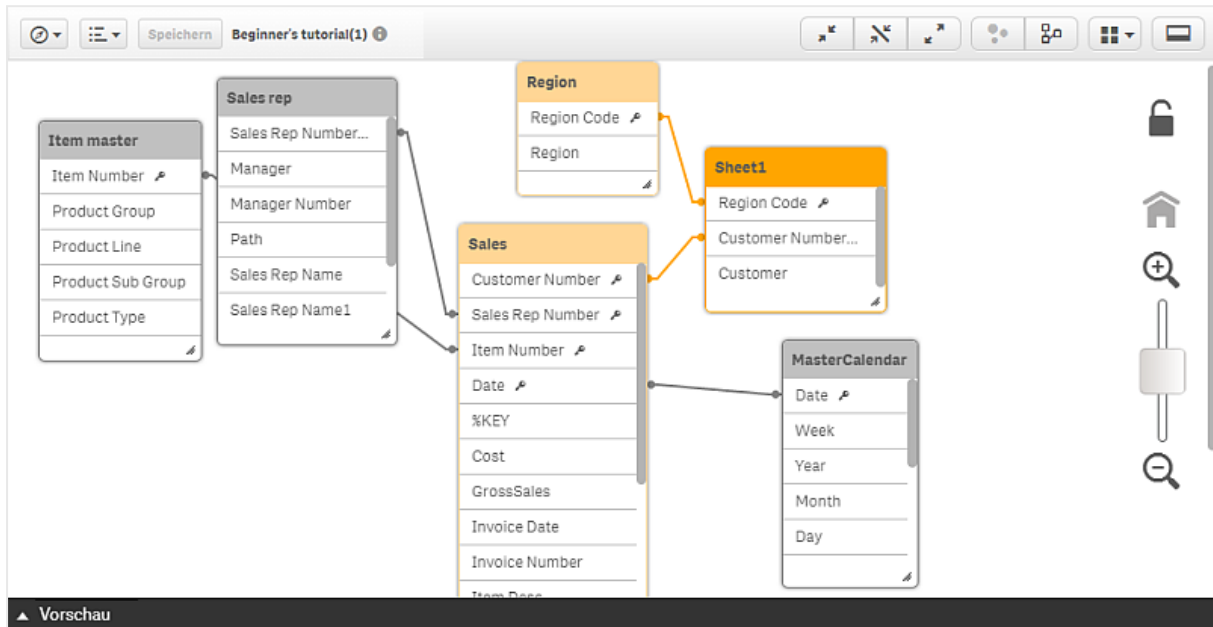 Speichern
Beginner's tutorial(1)
Item master
Item Number
Product Group
Product Line
Product Sub Group
Product Type
Sales rep
Sales Rep Number...
Manager
Manager Number
Path
Sales Rep Name
Sales Rep Name1
Region
Region Code
Region
Sales
Customer Number
Sales Rep Number
Item Number
Date
%KEY
Cost
GrossSales
Invoice Date
Invoice Number
Item Desc
Sheet1
Region Code
Customer Number...
Customer
MasterCalendar
Date
Week
Year
Month
Day
Vorschau